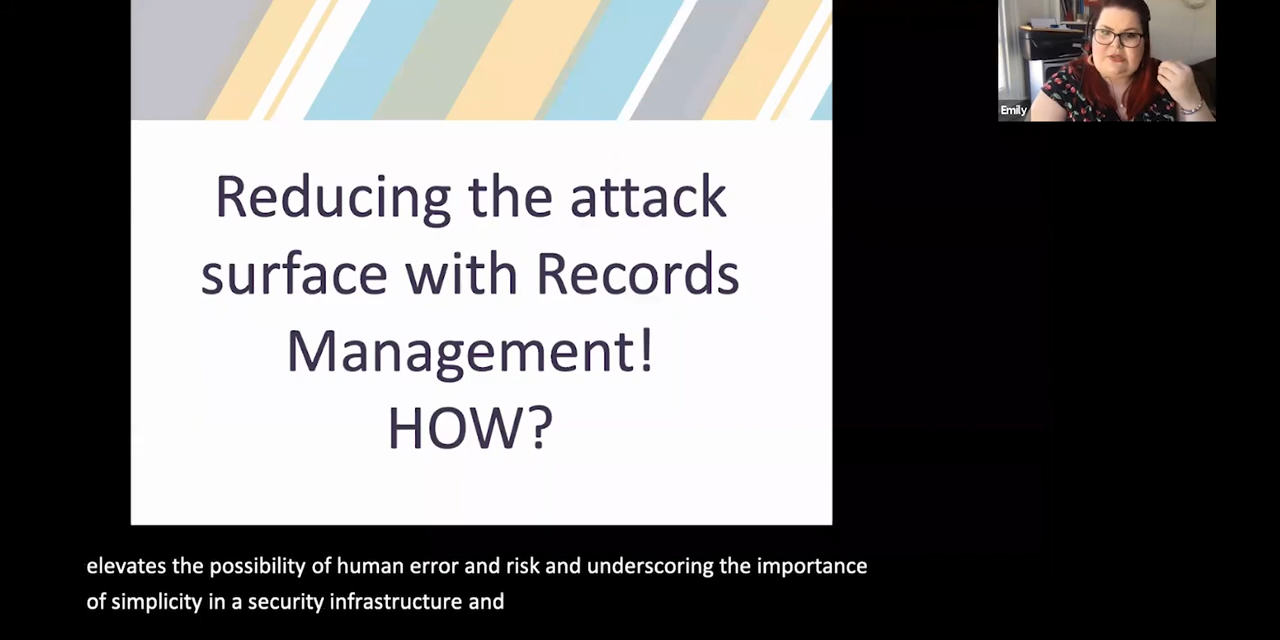 Reducing the attack
surface with Records
Management!
HOW?
Emily
elevates the possibility of human error and risk and underscoring the importance
of simplicity in a security infrastructure and